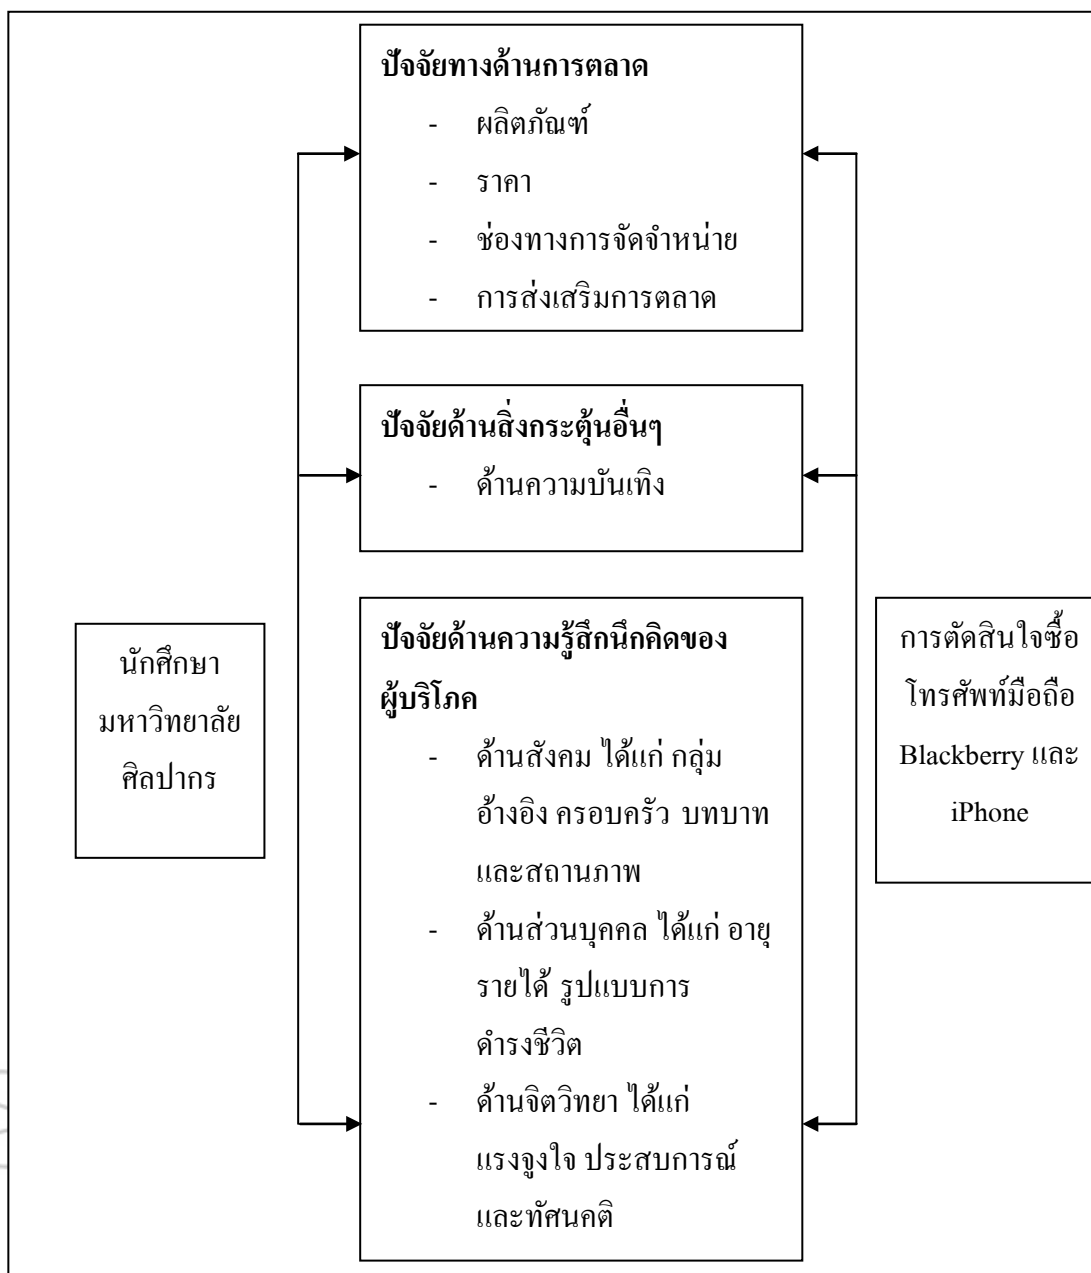 ปัจจัยทางด้านการตลาด
- ผลิตภัณฑ์
- ราคา
- ช่องทางการจัดจำหน่าย
- การส่งเสริมการตลาด
ปัจจัยด้านสิ่งกระตุ้นอื่นๆ
- ด้านความบันเทิง
นักศึกษา
มหาวิทยาลัย
ศิลปากร
ปัจจัยด้านความรู้สึกนึกคิดของ
ผู้บริโภค
- ด้านสังคม ได้แก่ กลุ่ม
อ้างอิง ครอบครัว บทบาท
และสถานภาพ
- ด้านส่วนบุคคล ได้แก่ อายุ
รายได้ รูปแบบการ
ดำรงชีวิต
- ด้านจิตวิทยา ได้แก่
แรงจูงใจ ประสบการณ์
และทัศนคติ
การตัดสินใจซื้อ
โทรศัพท์มือถือ
Blackberry และ
iPhone